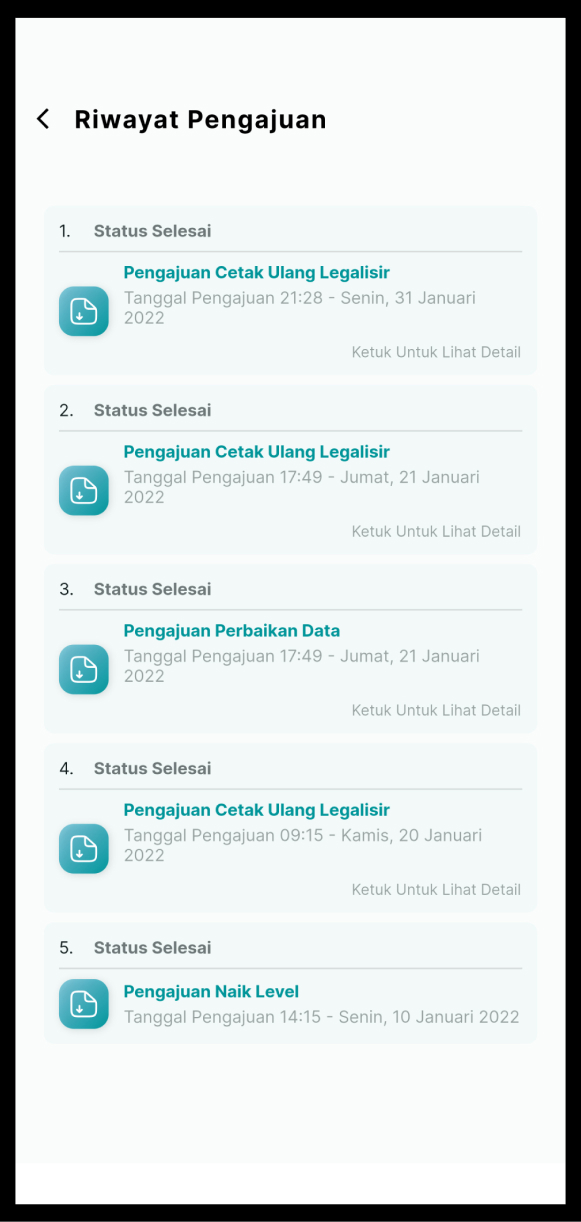 Riwayat Pengajuan
1. Status Selesai
Pengajuan Cetak Ulang Legalisir
Tanggal Pengajuan 21:28 - Senin, 31 Januari
2022
Ketuk Untuk Lihat Detail
2. Status Selesai
Pengajuan Cetak Ulang Legalisir
Tanggal Pengajuan 17:49 - Jumat, 21 Januari
2022
Ketuk Untuk Lihat Detail
3. Status Selesai
Pengajuan Perbaikan Data
Tanggal Pengajuan 17:49 - Jumat, 21 Januari
2022
Ketuk Untuk Lihat Detail
4. Status Selesai
Pengajuan Cetak Ulang Legalisir
Tanggal Pengajuan 09:15 - Kamis, 20 Januari
2022
Ketuk Untuk Lihat Detail
5. Status Selesai
Pengajuan Naik Level
Tanggal Pengajuan 14:15 - Senin, 10 Januari 2022